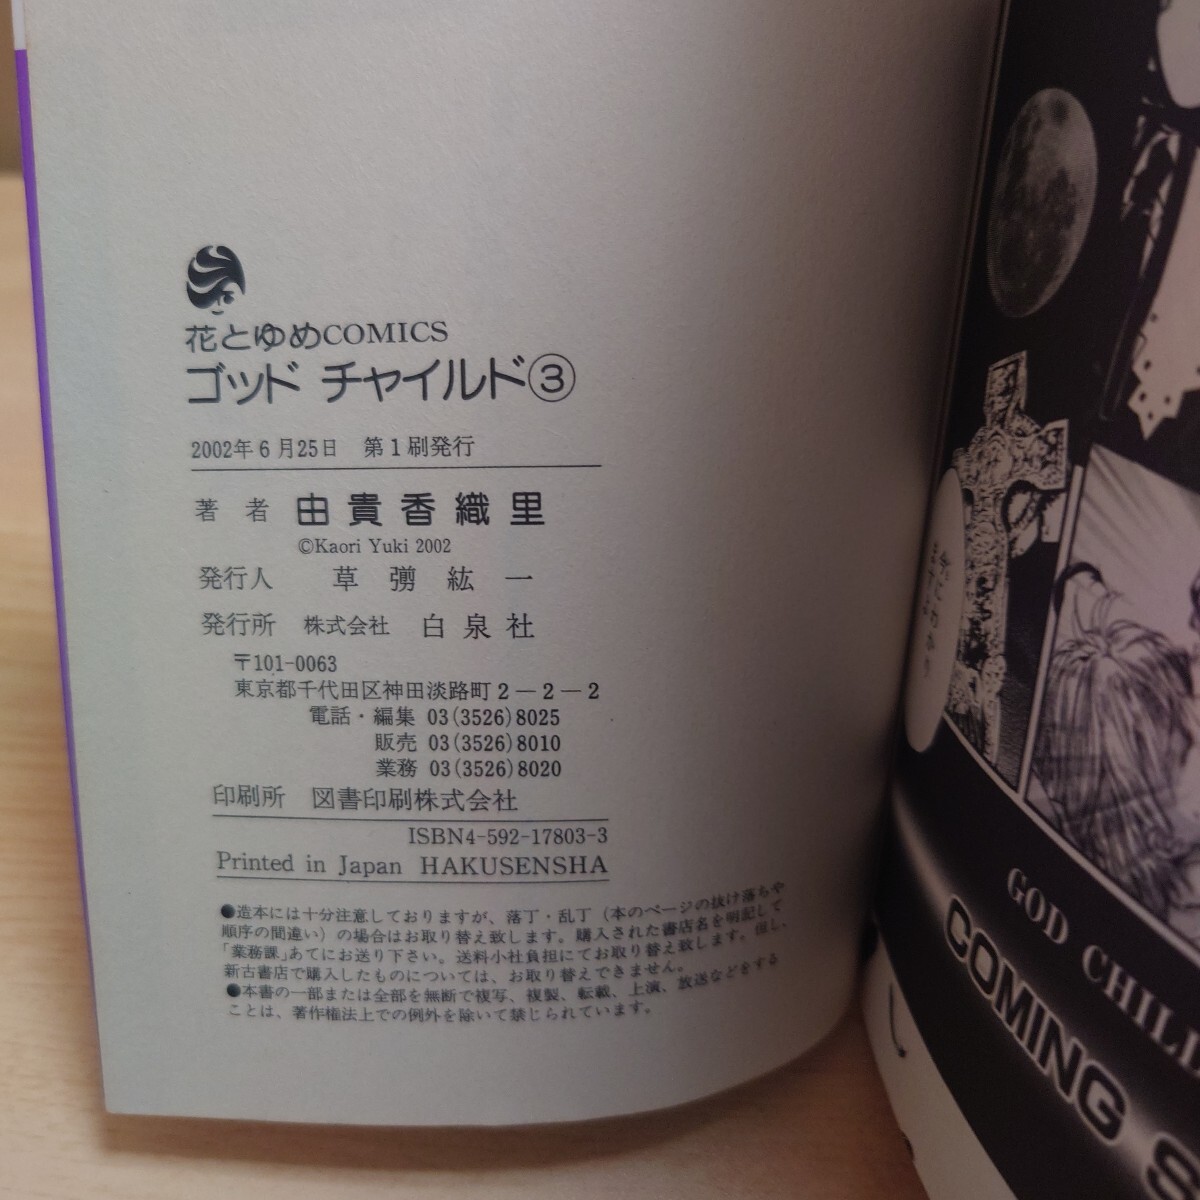 花とゆめCOMICS
ゴッド チャイルド③
2002年6月25日 第1刷発行
著者 由貴香織里
©Kaori Yuki 2002
発行人 草彅紘一
発行所 株式会社 白泉社
〒101-0063
東京都千代田区神田淡路町2－2－2
電話・編集 03(3526)8025
販売 03(3526)8010
業務 03(3526)8020
印刷所 図書印刷株式会社
ISBN4-592-17803-3
Printed in Japan HAKUSENSHA
●造本には十分注意しておりますが、落丁・乱丁（本のページの抜け落ちや
順序の間違い）の場合はお取り替え致します。購入された書店名を明記して
「業務課」あてにお送り下さい。送料小社負担にてお取り替え致します。但し、
新古書店で購入したものについては、お取り替えできません。
●本書の一部または全部を無断で複写、複製、転載、上演、放送などをする
ことは、著作権法上での例外を除いて禁じられています。
GOD CHILD
COMING